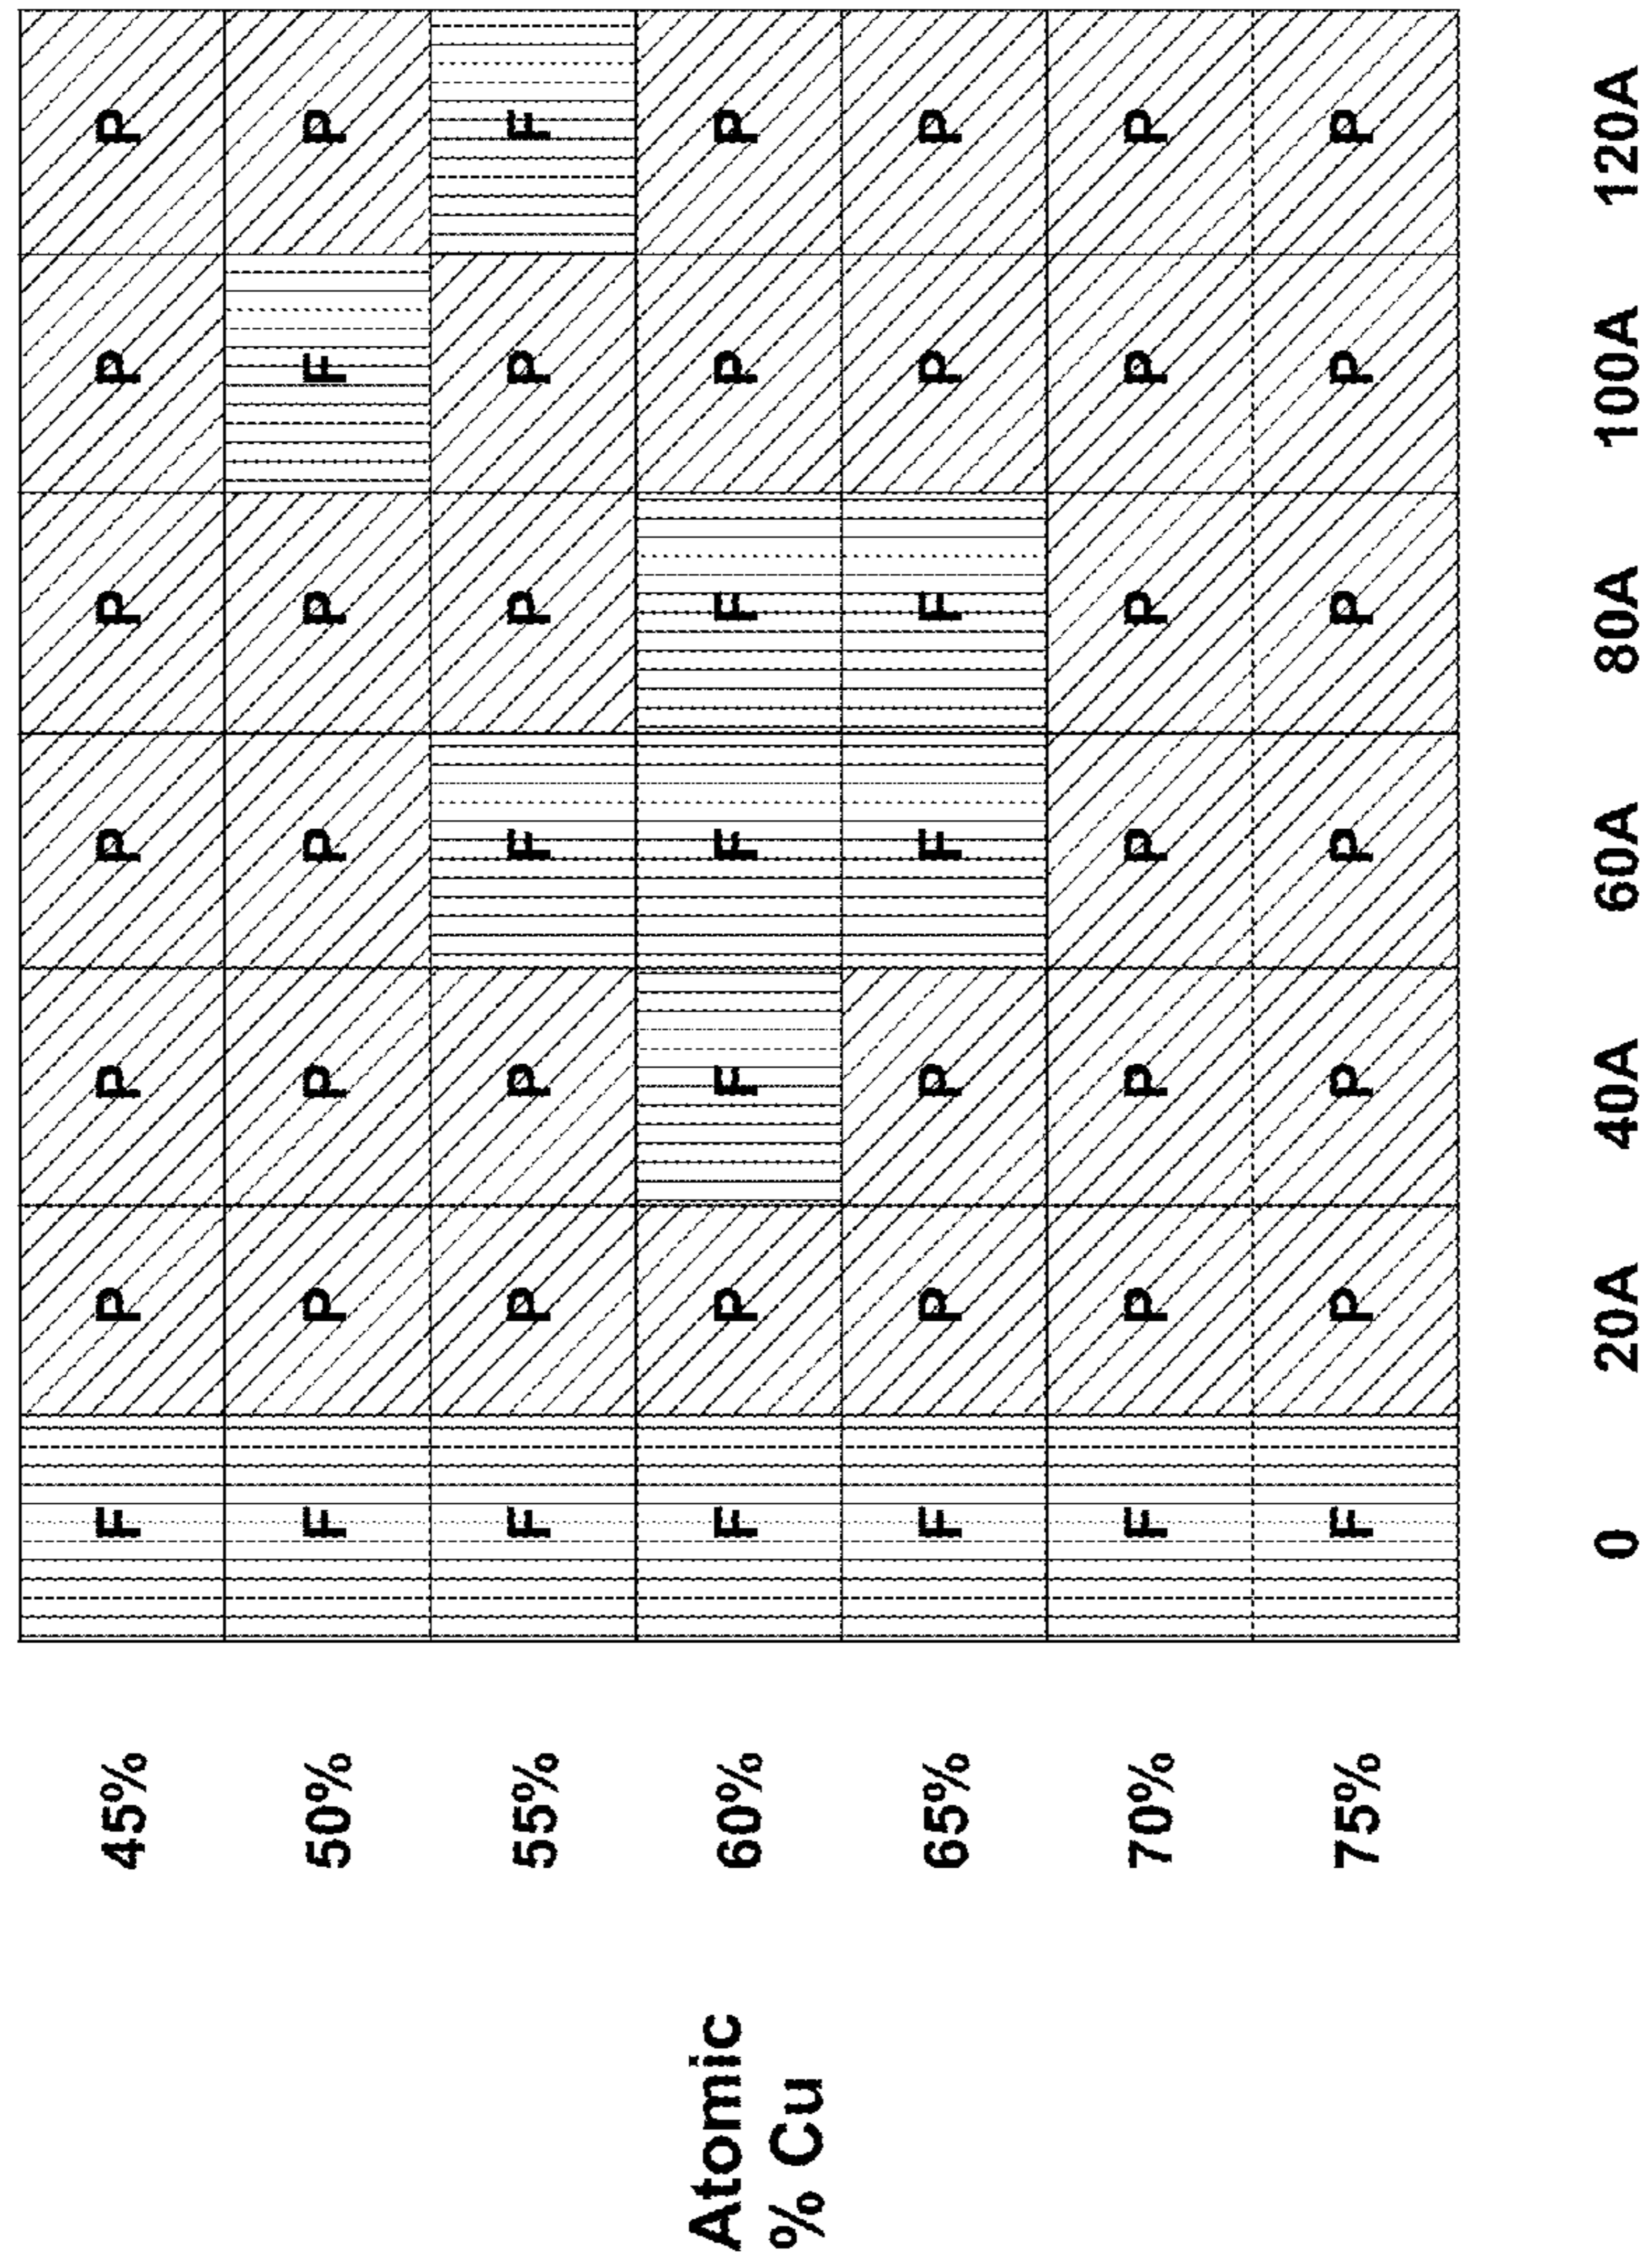 45% F P P P P P P
50% F P P P P F P
55% F P P F P P F
Atomic
% Cu
60% F P F F F P P
65% F P P F F P P
70% F P P P P P P
75% F P P P P P P
0 20A 40A 60A 80A 100A 120A